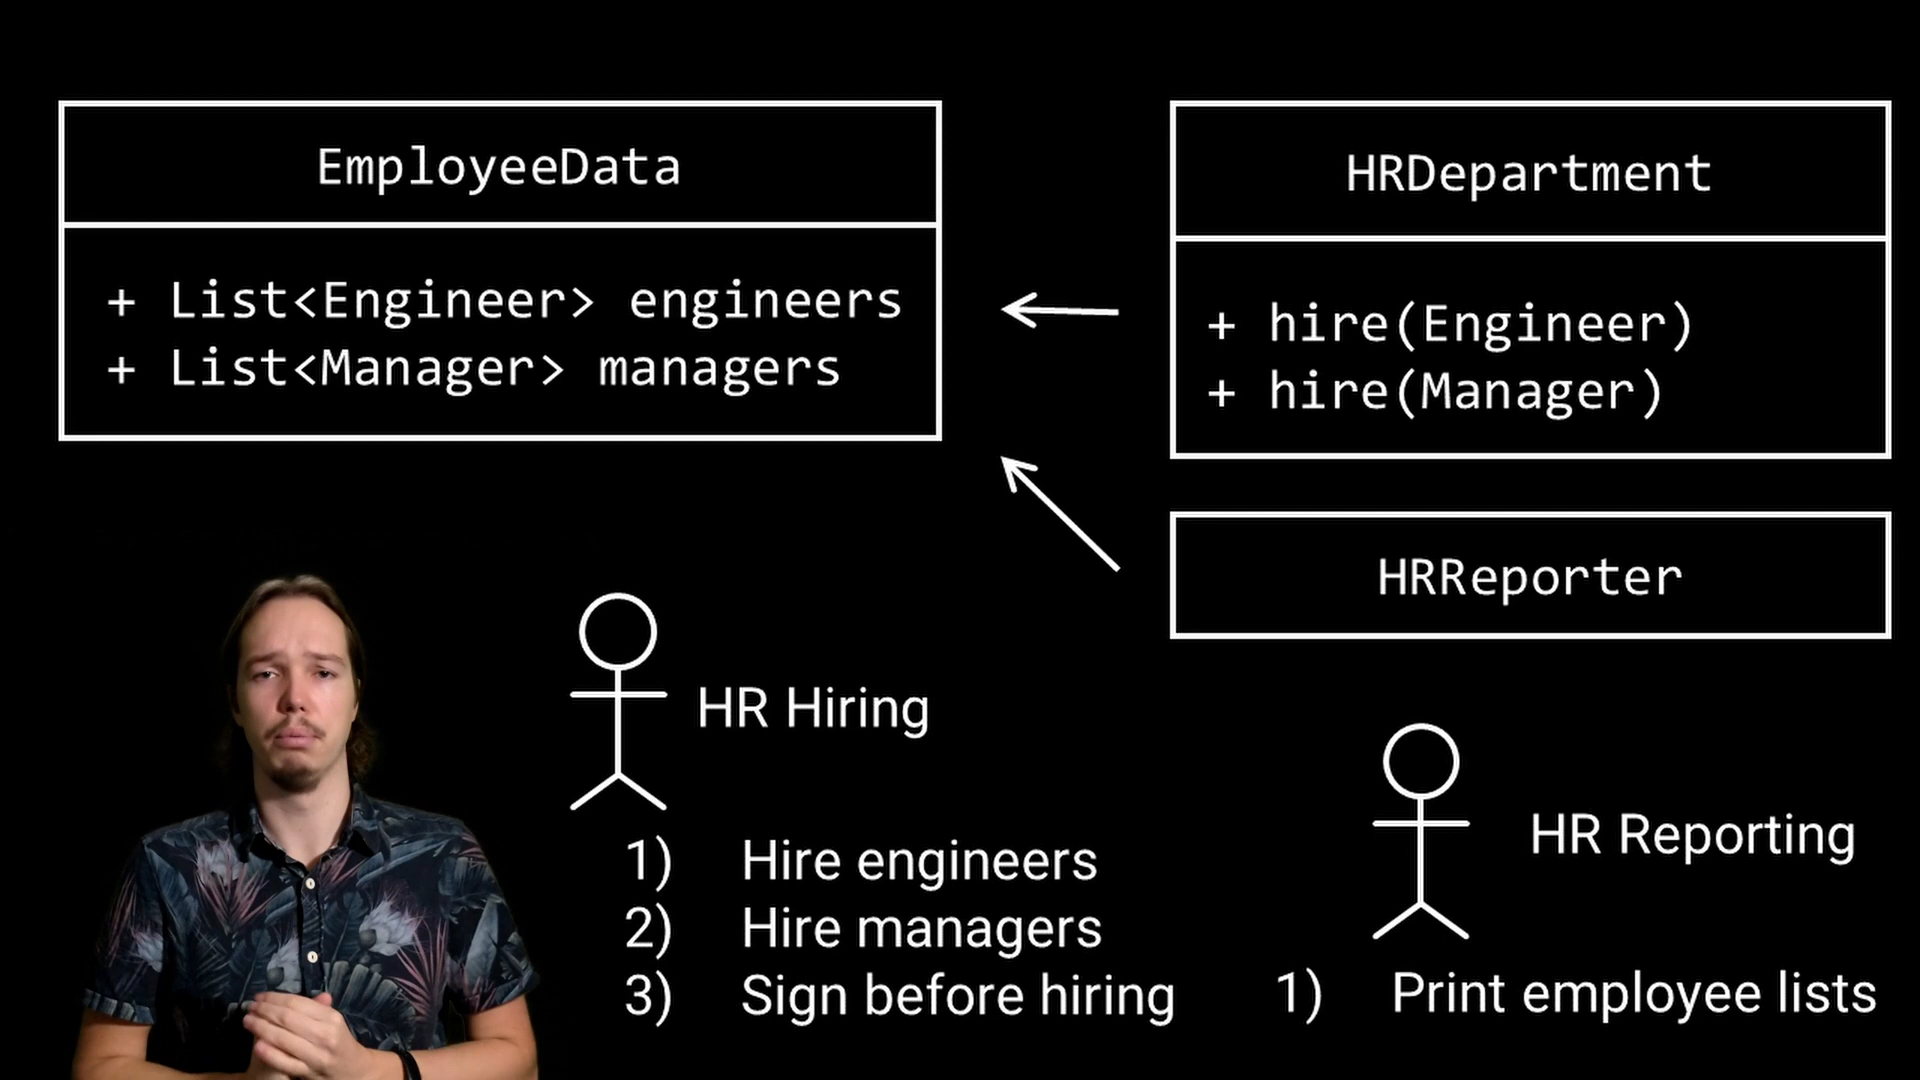 EmployeeData
+ List<Engineer> engineers
+ List<Manager> managers
HRDepartment
+ hire(Engineer)
+ hire(Manager)
HRReporter
HR Hiring
1) Hire engineers
2) Hire managers
3) Sign before hiring
HR Reporting
1) Print employee lists